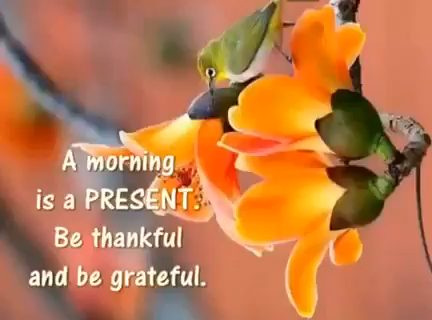 A morning
is a PRESENT.
Be thankful
and be grateful.